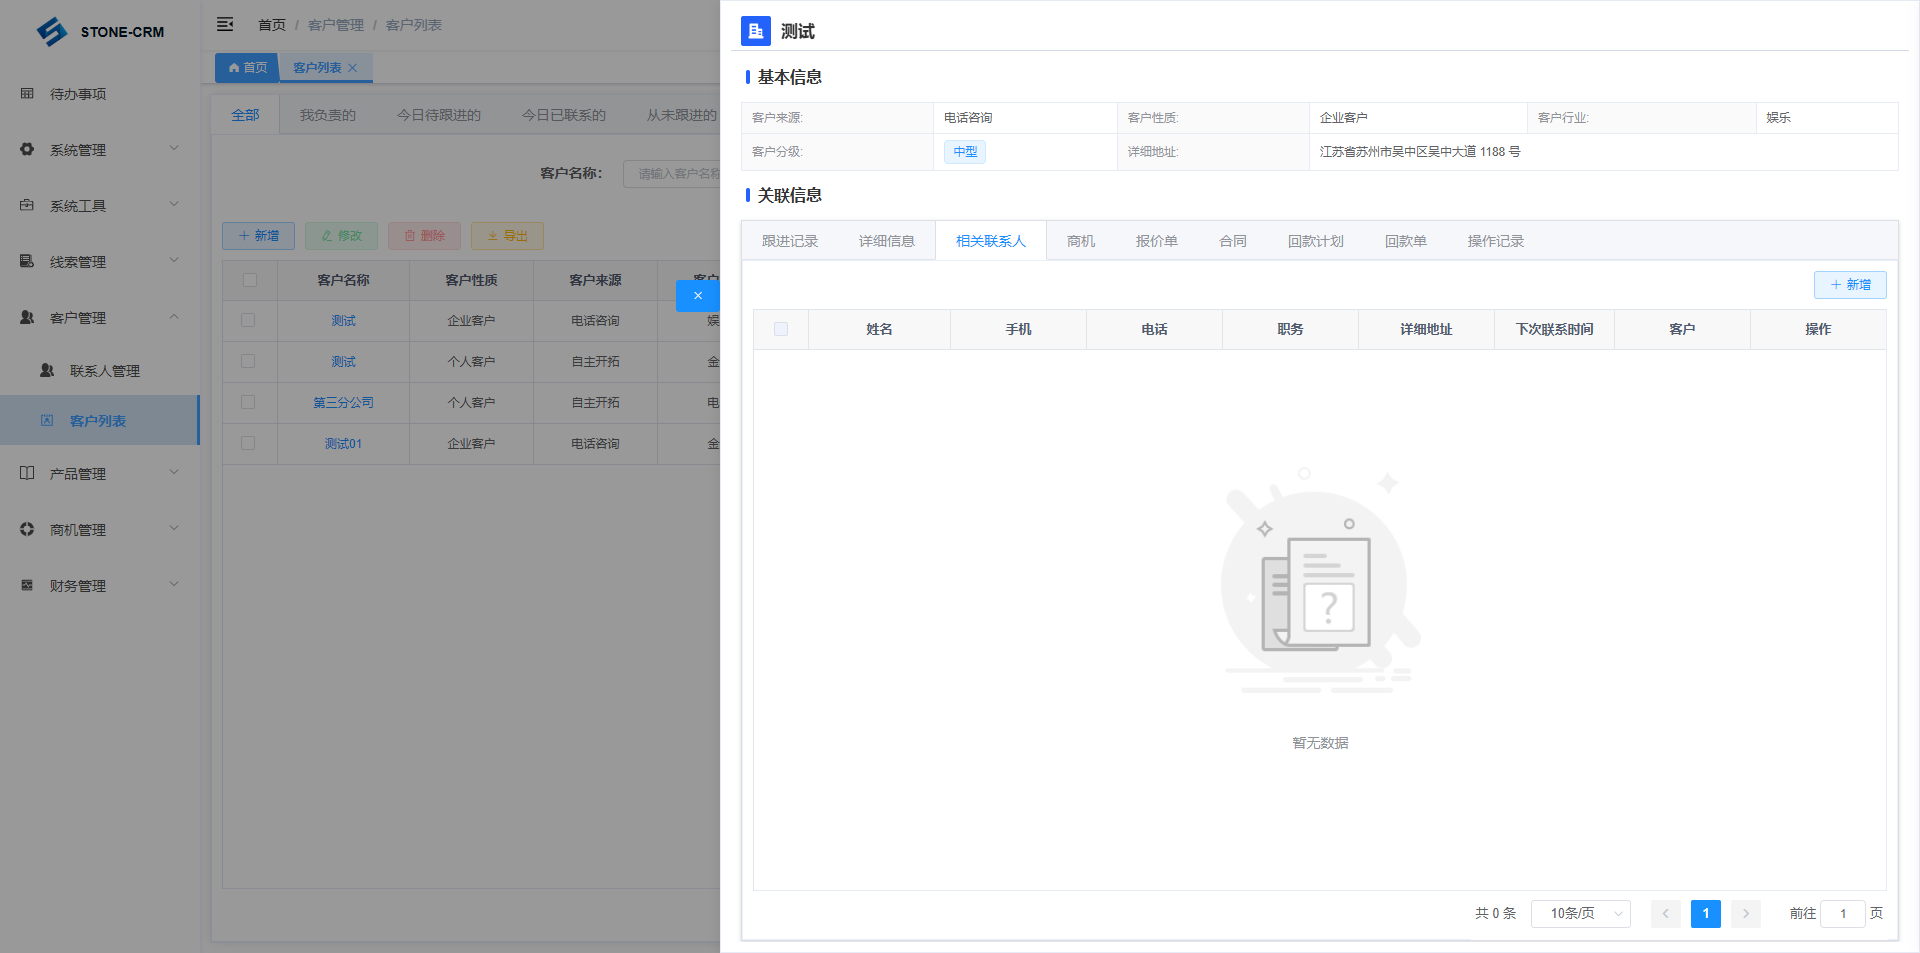 STONE-CRM
待办事项
系统管理
系统工具
线索管理
客户管理
联系人管理
客户列表
产品管理
商机管理
财务管理
首页 / 客户管理 / 客户列表
首页 客户列表
全部 我负责的 今日待跟进的 今日已联系的 从未跟进的
客户名称: 请输入客户名称
新增 修改 删除 导出
客户名称 客户性质 客户来源 客户
测试 企业客户 电话咨询 娱
测试 个人客户 自主开拓 金
第三分公司 个人客户 自主开拓 电
测试01 企业客户 电话咨询 金
测试
基本信息
客户来源: 电话咨询 客户性质: 企业客户 客户行业: 娱乐
客户分级: 中型 详细地址: 江苏省苏州市吴中区吴中大道 1188 号
关联信息
跟进记录 详细信息 相关联系人 商机 报价单 合同 回款计划 回款单 操作记录
新增
姓名 手机 电话 职务 详细地址 下次联系时间 客户 操作
?
暂无数据
共 0 条 10条/页 1 前往 1 页